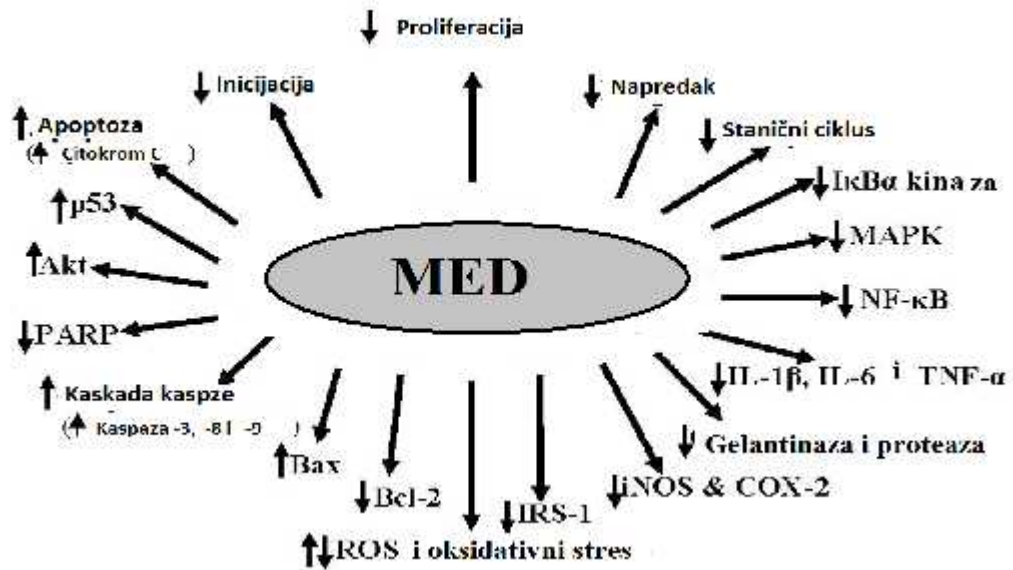 ↓ Proliferacija
↓ Inicijacija
↓ Napredak
↑ Apoptoza
(↑ Citokrom C )
↓ Stanični ciklus
↓IκBα kina za
↑p53
↓MAPK
↑Akt
MED
↓NF-κB
↓PARP
↓IL-1β, IL-6 i TNF-α
↑ Kaskada kaspze
(↑ Kaspaza -3, -8 i -9 )
↓ Gelantinaza i proteaza
↑Bax
↓Bcl-2
↓iNOS & COX-2
↓IRS-1
↑↓ROS i oksidativni stres